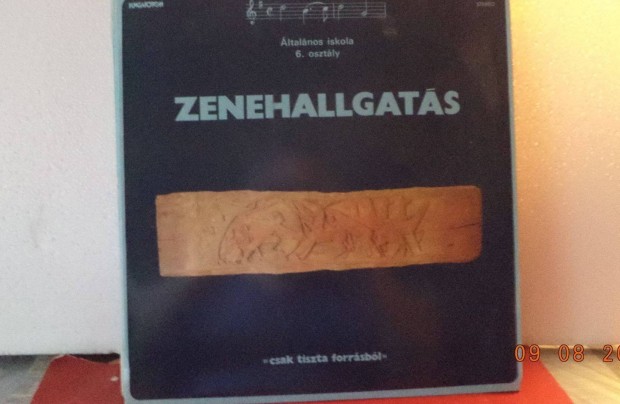 HUNGAROTON
Általános iskola
6. osztály
ZENEHALLGATÁS
»csak tiszta forrásból«
09 08 20